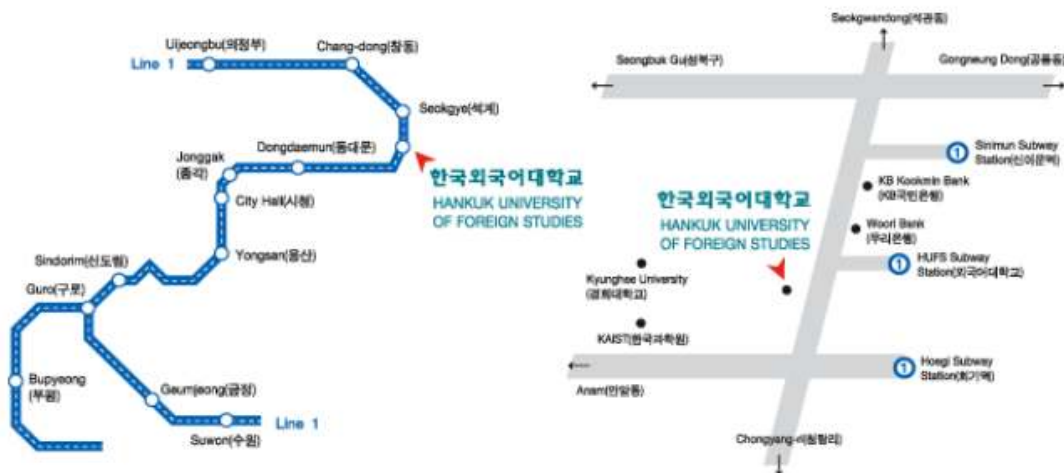 Uijeongbu(의정부)
Chang-dong(창동)
Line 1
Seokgye(석계)
Dongdaemun(동대문)
Jonggak
(종각)
한국외국어대학교
HANKUK UNIVERSITY
OF FOREIGN STUDIES
City Hall(시청)
Yongsan(용산)
Sindorim(신도림)
Guro(구로)
Bupyeong
Geumjeong(금정)
Suwon(수원)
Line 1
Seokgwandong(석관동)
Seongbuk Gu(성북구)
Gongneung Dong(공릉동)
1
Sinimun Subway
Station(신이문역)
KB Kookmin Bank
(KB국민은행)
한국외국어대학교
HANKUK UNIVERSITY
OF FOREIGN STUDIES
Woori Bank
(우리은행)
1
HUFS Subway
Station(외국어대학교)
Kyunghee University
(경희대학교)
KAIST(한국과학원)
1
Hoegi Subway
Station(회기역)
Anam(안암동)
Chongyang-ri(청량리)